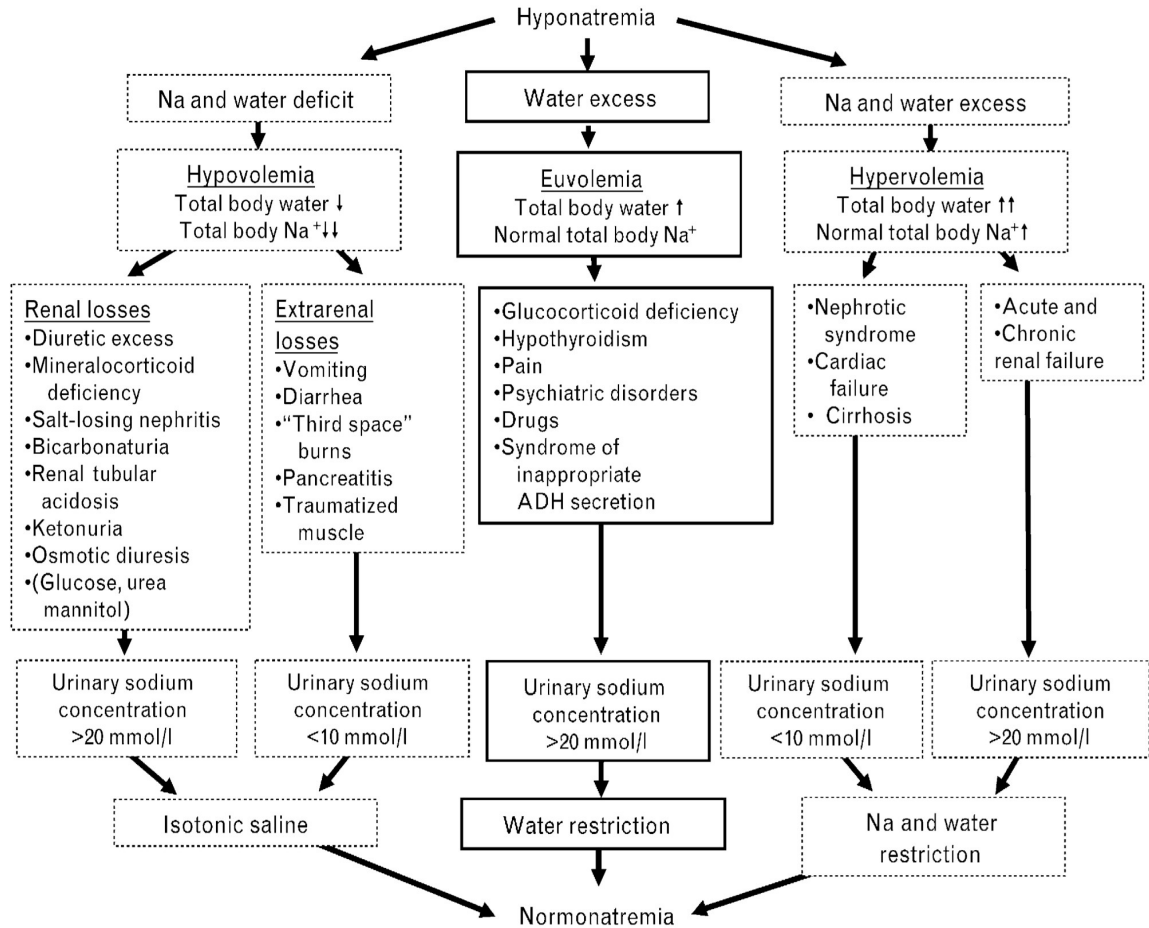 Hyponatremia
Na and water deficit
Water excess
Na and water excess
Hypovolemia
Total body water ↓
Total body Na⁺↓↓
Euvolemia
Total body water ↑
Normal total body Na⁺
Hypervolemia
Total body water ↑↑
Normal total body Na⁺↑
Renal losses
•Diuretic excess
•Mineralocorticoid
deficiency
•Salt-losing nephritis
•Bicarbonaturia
•Renal tubular
acidosis
•Ketonuria
•Osmotic diuresis
•(Glucose, urea
mannitol)
Extrarenal
losses
•Vomiting
•Diarrhea
•“Third space”
burns
•Pancreatitis
•Traumatized
muscle
•Glucocorticoid deficiency
•Hypothyroidism
•Pain
•Psychiatric disorders
•Drugs
•Syndrome of
inappropriate
ADH secretion
•Nephrotic
syndrome
•Cardiac
failure
• Cirrhosis
•Acute and
•Chronic
renal failure
Urinary sodium
concentration
>20 mmol/l
Urinary sodium
concentration
<10 mmol/l
Urinary sodium
concentration
>20 mmol/l
Urinary sodium
concentration
<10 mmol/l
Urinary sodium
concentration
>20 mmol/l
Isotonic saline
Water restriction
Na and water
restriction
Normonatremia